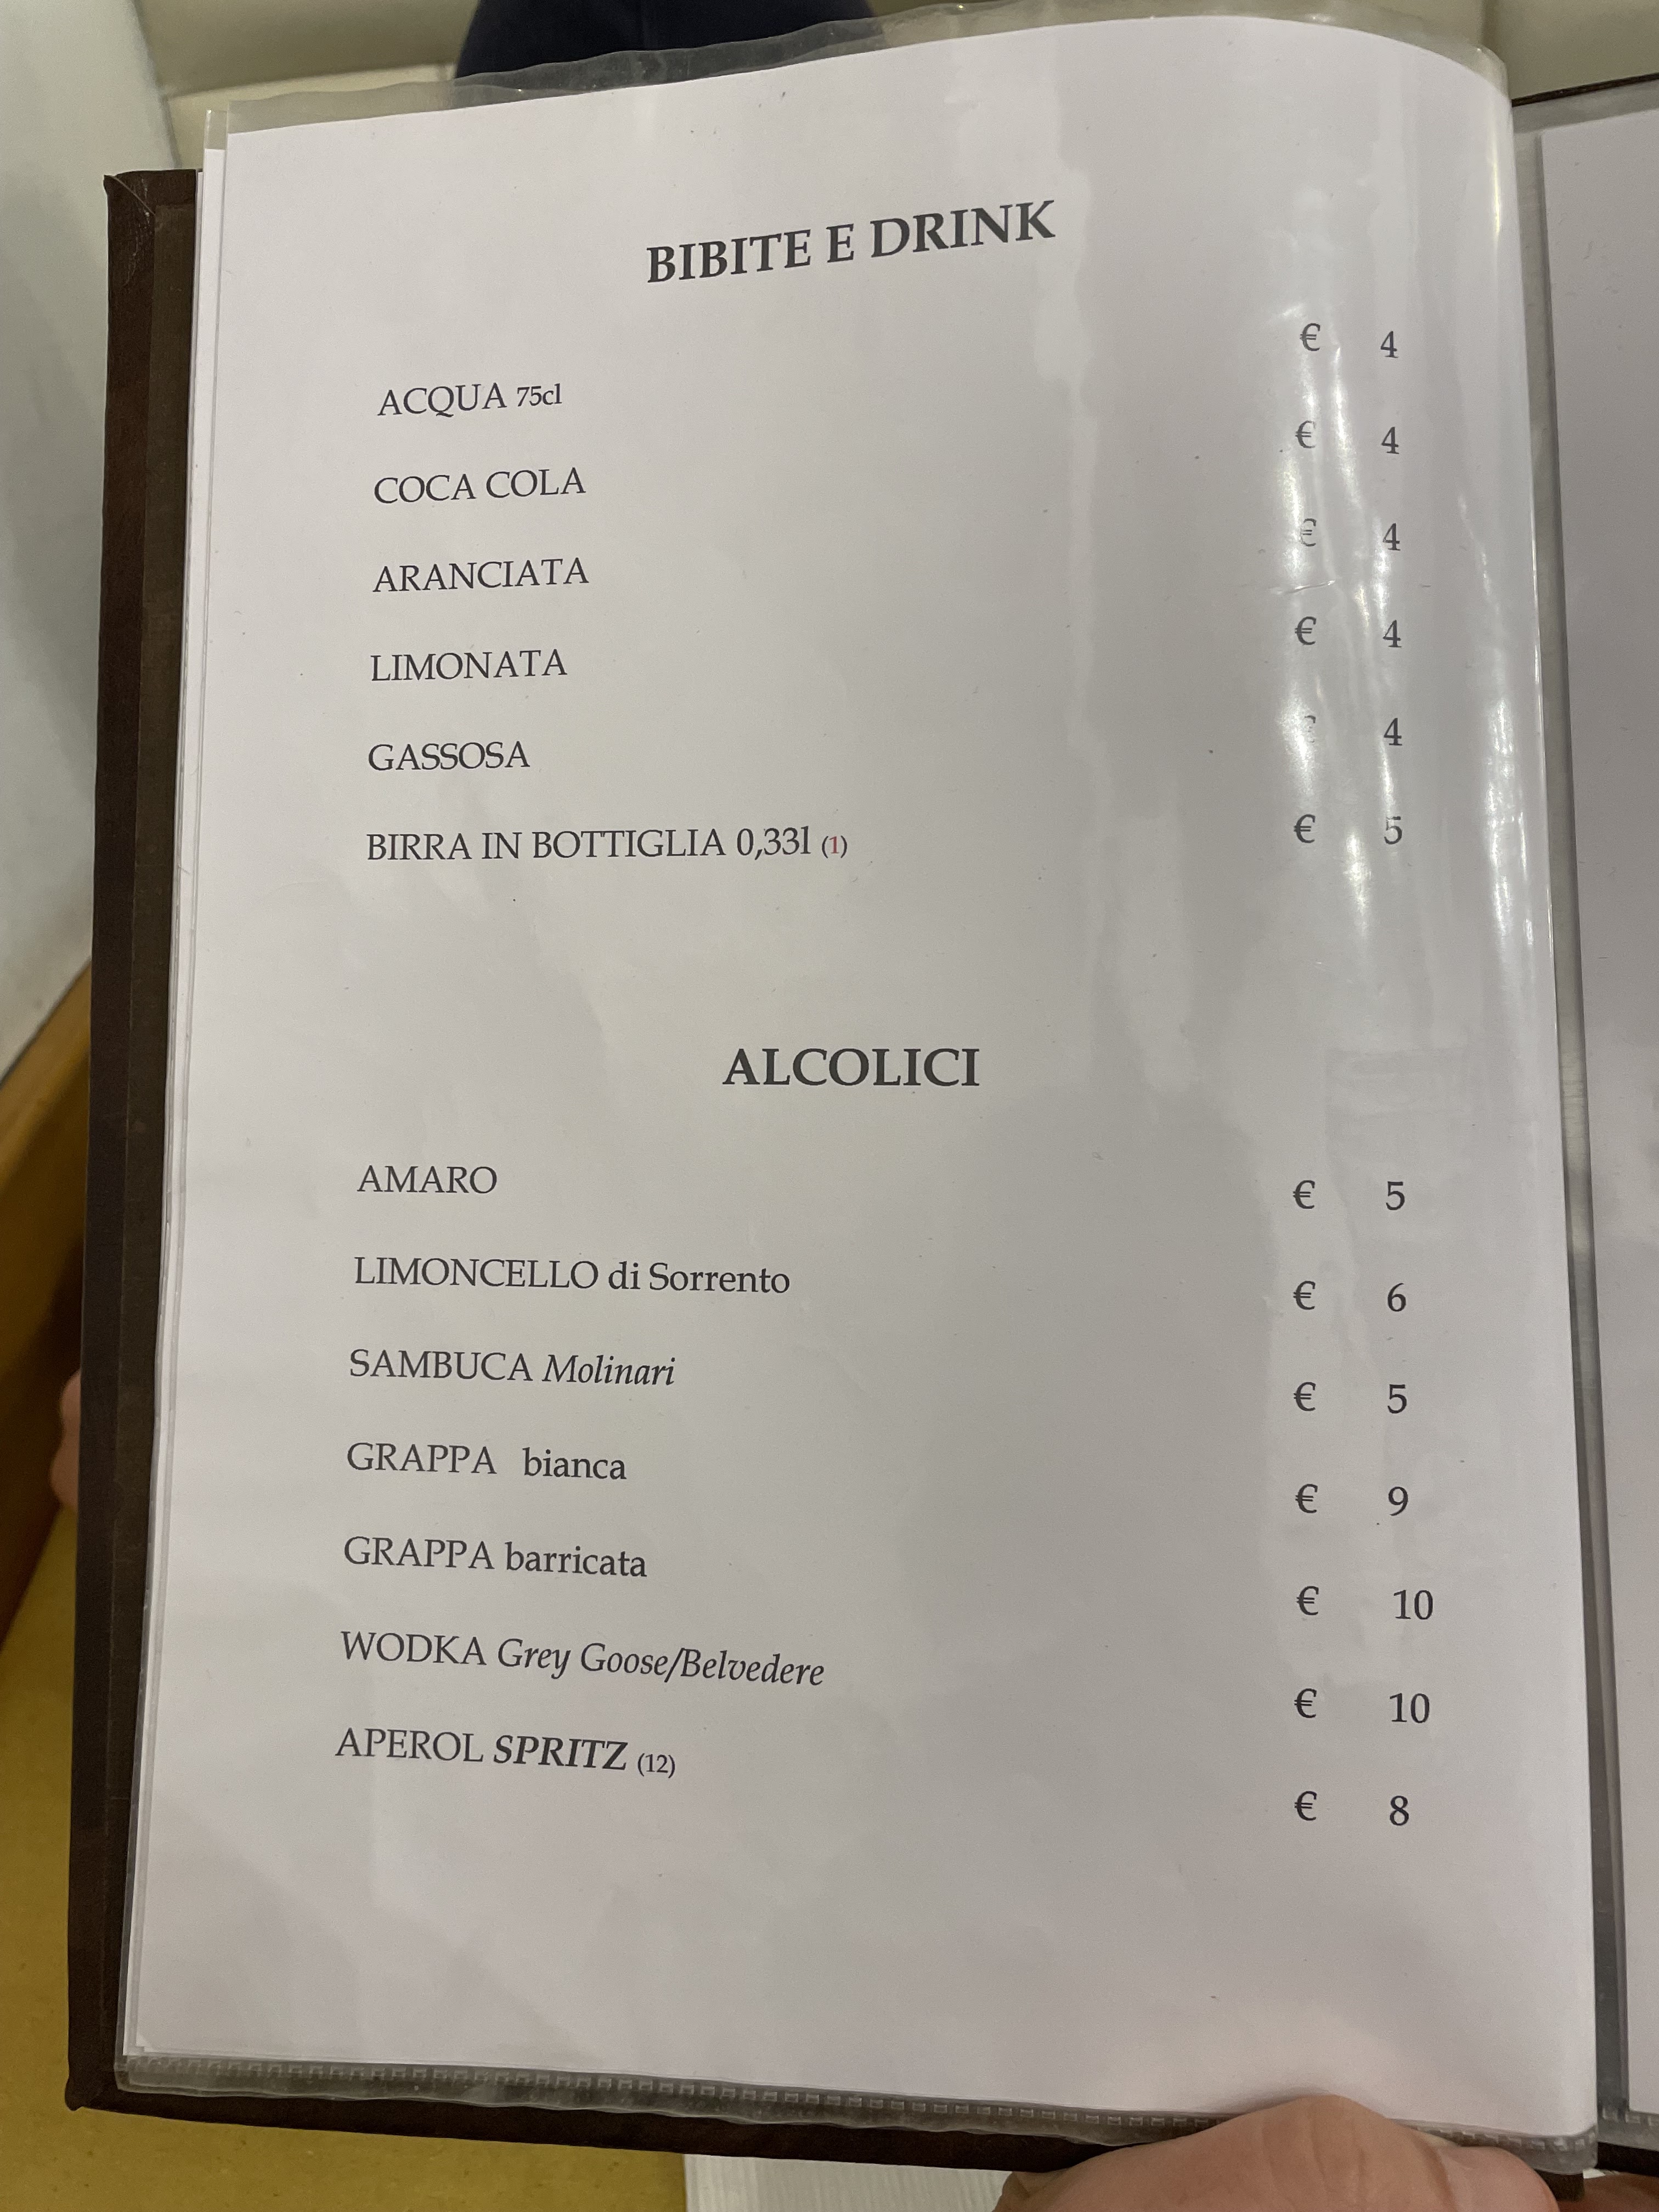 BIBITE E DRINK
ACQUA 75cl € 4
COCA COLA € 4
ARANCIATA € 4
LIMONATA € 4
GASSOSA € 4
BIRRA IN BOTTIGLIA 0,33l (1) € 5
ALCOLICI
AMARO € 5
LIMONCELLO di Sorrento € 6
SAMBUCA Molinari € 5
GRAPPA bianca € 9
GRAPPA barricata € 10
WODKA Grey Goose/Belvedere € 10
APEROL SPRITZ (12) € 8